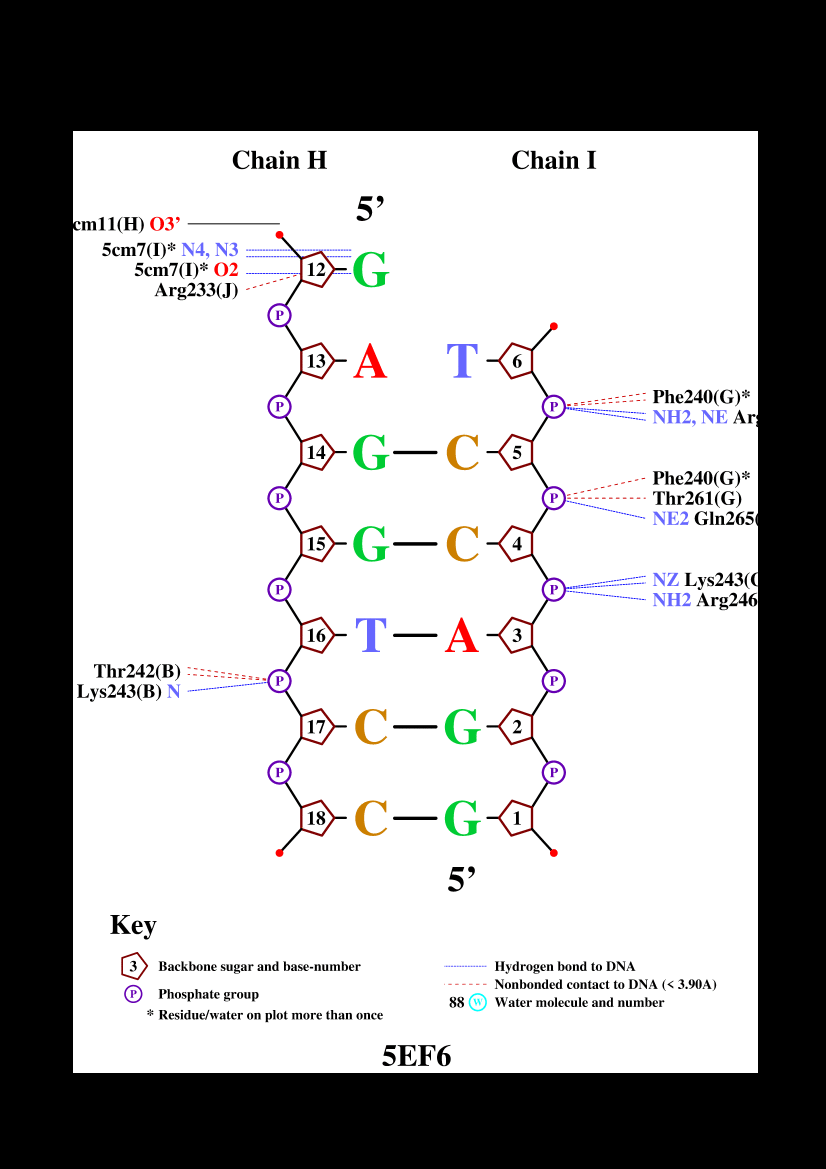 Chain H Chain I
5’
cm11(H) O3’
5cm7(I)* N4, N3
5cm7(I)* O2
12 G
Arg233(J)
P
13 A T 6
P P
Phe240(G)*
NH2, NE
14 G C 5
P P
Phe240(G)*
Thr261(G)
NE2 Gln265(
15 G C 4
P P
NZ Lys243(
NH2 Arg246
16 T A 3
Thr242(B)
P P
Lys243(B) N
17 C G 2
P P
18 C G 1
5’
Key
3 Backbone sugar and base-number
P Phosphate group
* Residue/water on plot more than once
Hydrogen bond to DNA
Nonbonded contact to DNA (< 3.90A)
88 W Water molecule and number
5EF6